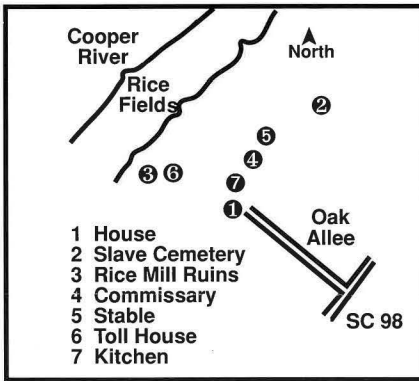 Cooper
River
North
Rice
Fields
2
5
4
3 6
7
1
Oak
Allee
1 House
2 Slave Cemetery
3 Rice Mill Ruins
4 Commissary
5 Stable
6 Toll House
7 Kitchen
SC 98